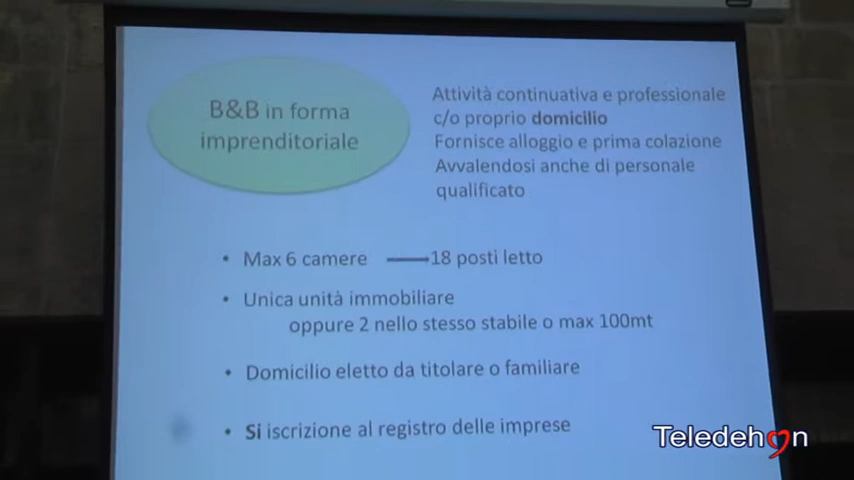 B&B in forma
imprenditoriale
Attività continuativa e professionale
c/o proprio domicilio
Fornisce alloggio e prima colazione
Avvalendosi anche di personale
qualificato
• Max 6 camere 18 posti letto
• Unica unità immobiliare
oppure 2 nello stesso stabile o max 100mt
• Domicilio eletto da titolare o familiare
• Si iscrizione al registro delle imprese
Teledehon